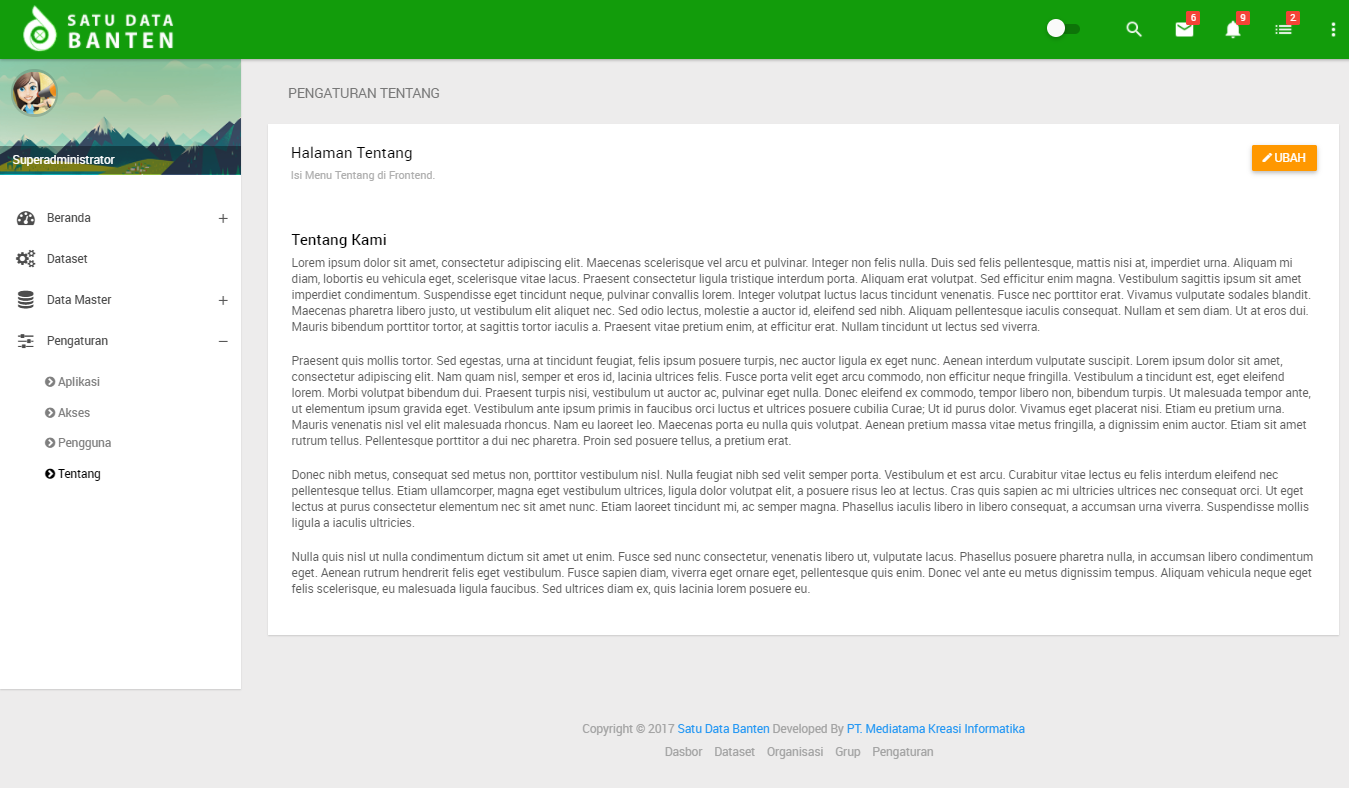 SATU DATA
BANTEN
6
9
2
Superadministrator
Beranda
Dataset
Data Master
Pengaturan
Aplikasi
Akses
Pengguna
Tentang
PENGATURAN TENTANG
Halaman Tentang
Isi Menu Tentang di Frontend.
UBAH
Tentang Kami
Lorem ipsum dolor sit amet, consectetur adipiscing elit. Maecenas scelerisque vel arcu et pulvinar. Integer non felis nulla. Duis sed felis pellentesque, mattis nisi at, imperdiet urna. Aliquam mi
diam, lobortis eu vehicula eget, scelerisque vitae lacus. Praesent consectetur ligula tristique interdum porta. Aliquam erat volutpat. Sed efficitur enim magna. Vestibulum sagittis ipsum sit amet
imperdiet condimentum. Suspendisse eget tincidunt neque, pulvinar convallis lorem. Integer volutpat luctus lacus tincidunt venenatis. Fusce nec porttitor erat. Vivamus vulputate sodales blandit.
Maecenas pharetra libero justo, ut vestibulum elit aliquet nec. Sed odio lectus, molestie a auctor id, eleifend sed nibh. Aliquam pellentesque iaculis consequat. Nullam et sem diam. Ut at eros dui.
Mauris bibendum porttitor tortor, at sagittis tortor iaculis a. Praesent vitae pretium enim, at efficitur erat. Nullam tincidunt ut lectus sed viverra.
Praesent quis mollis tortor. Sed egestas, urna at tincidunt feugiat, felis ipsum posuere turpis, nec auctor ligula ex eget nunc. Aenean interdum vulputate suscipit. Lorem ipsum dolor sit amet,
consectetur adipiscing elit. Nam quam nisl, semper et eros id, lacinia ultrices felis. Fusce porta velit eget arcu commodo, non efficitur neque fringilla. Vestibulum a tincidunt est, eget eleifend
lorem. Morbi volutpat bibendum dui. Praesent turpis nisi, vestibulum ut auctor ac, pulvinar eget nulla. Donec eleifend ex commodo, tempor libero non, bibendum turpis. Ut malesuada tempor ante,
ut elementum ipsum gravida eget. Vestibulum ante ipsum primis in faucibus orci luctus et ultrices posuere cubilia Curae; Ut id purus dolor. Vivamus eget placerat nisi. Etiam eu pretium urna.
Mauris venenatis nisl vel elit malesuada rhoncus. Nam eu laoreet leo. Maecenas porta eu nulla quis volutpat. Aenean pretium massa vitae metus fringilla, a dignissim enim auctor. Etiam sit amet
rutrum tellus. Pellentesque porttitor a dui nec pharetra. Proin sed posuere tellus, a pretium erat.
Donec nibh metus, consequat sed metus non, porttitor vestibulum nisl. Nulla feugiat nibh sed velit semper porta. Vestibulum et est arcu. Curabitur vitae lectus eu felis interdum eleifend nec
pellentesque tellus. Etiam ullamcorper, magna eget vestibulum ultrices, ligula dolor volutpat elit, a posuere risus leo at lectus. Cras quis sapien ac mi ultricies ultrices nec consequat orci. Ut eget
lectus at purus consectetur elementum nec sit amet nunc. Etiam laoreet tincidunt mi, ac semper magna. Phasellus iaculis libero in libero consequat, a accumsan urna viverra. Suspendisse mollis
ligula a iaculis ultricies.
Nulla quis nisl ut nulla condimentum dictum sit amet ut enim. Fusce sed nunc consectetur, venenatis libero ut, vulputate lacus. Phasellus posuere pharetra nulla, in accumsan libero condimentum
eget. Aenean rutrum hendrerit felis eget vestibulum. Fusce sapien diam, viverra eget ornare eget, pellentesque quis enim. Donec vel ante eu metus dignissim tempus. Aliquam vehicula neque eget
felis scelerisque, eu malesuada ligula faucibus. Sed ultrices diam ex, quis lacinia lorem posuere eu.
Copyright © 2017 Satu Data Banten Developed By PT. Mediatama Kreasi Informatika
Dasbor Dataset Organisasi Grup Pengaturan